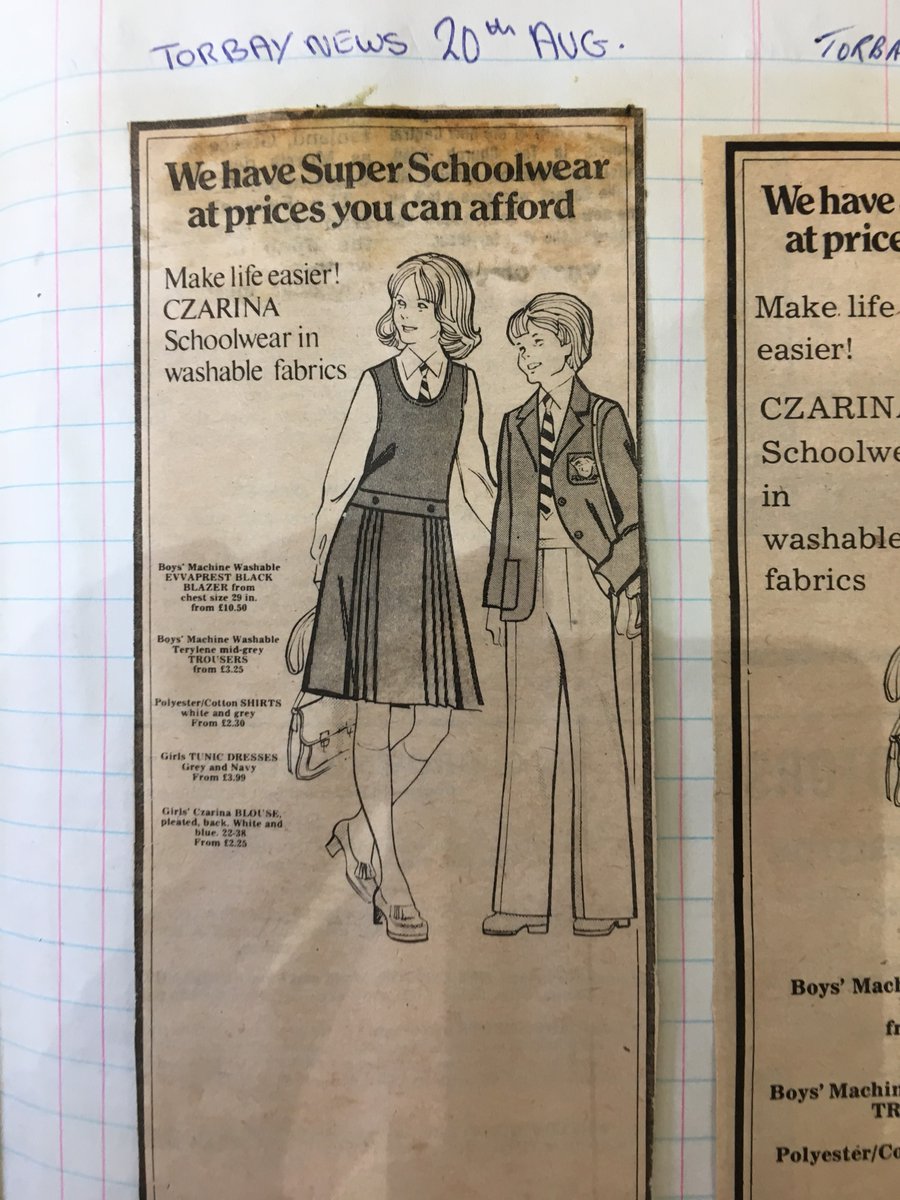 TORBAY NEWS 20th AUG.
We have Super Schoolwear
at prices you can afford
Make life easier!
CZARINA
Schoolwear in
washable fabrics
Boys' Machine Washable
EVVAPREST BLACK
BLAZER from
chest size 29 in.
from £10.50
Boys' Machine Washable
Terylene mid-grey
TROUSERS
from £3.25
Polyester/Cotton SHIRTS
white and grey
From £2.30
Girls TUNIC DRESSES
Grey and Navy
From £3.99
Girls' Czarina BLOUSE,
pleated, back. White and
blue. 22-38
From £2.25
TORBA
We have
at price
Make life
easier!
CZARINA
Schoolwe
in
washable
fabrics
Boys' Mach
fr
Boys' Machin
TR
Polyester/Co